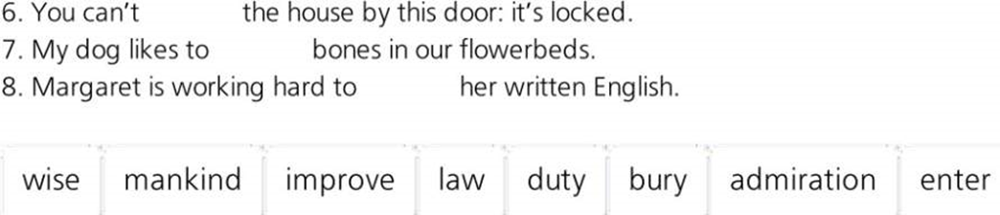 6. You can't the house by this door: it's locked.
7. My dog likes to bones in our flowerbeds.
8. Margaret is working hard to her written English.
wise mankind improve law duty bury admiration enter